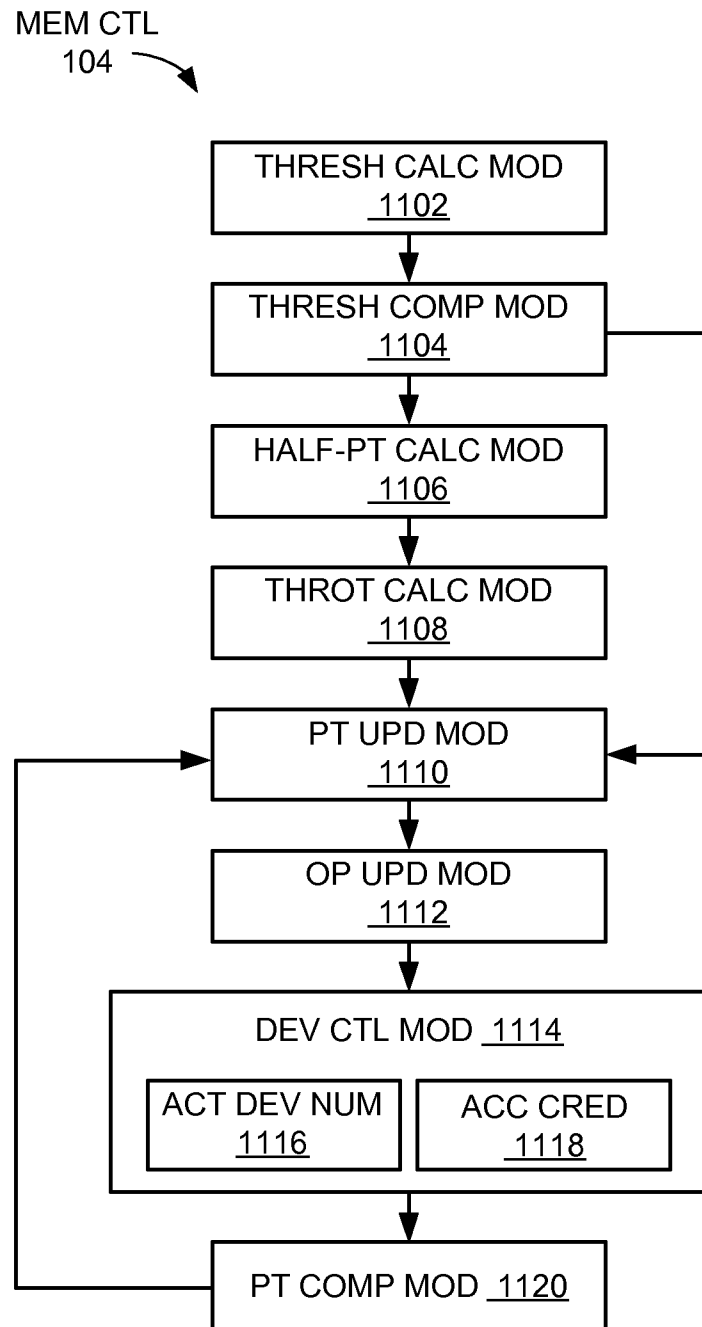 MEM CTL
104
THRESH CALC MOD
1102
THRESH COMP MOD
1104
HALF-PT CALC MOD
1106
THROT CALC MOD
1108
PT UPD MOD
1110
OP UPD MOD
1112
DEV CTL MOD 1114
ACT DEV NUM
1116
ACC CRED
1118
PT COMP MOD 1120